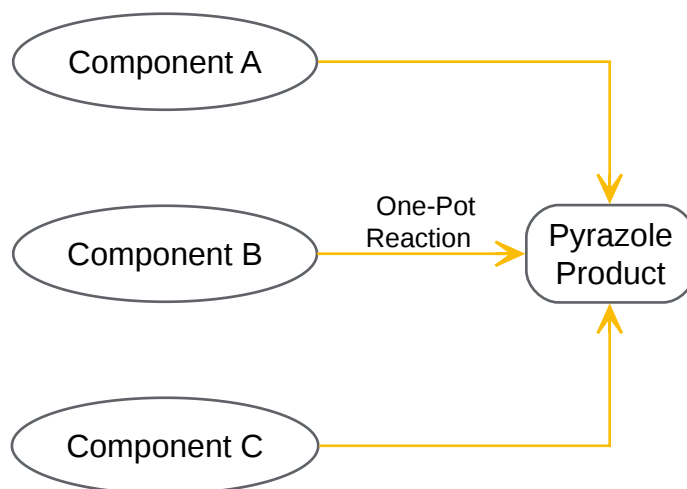 Component A
One-Pot
Reaction
Component B
Pyrazole
Product
Component C